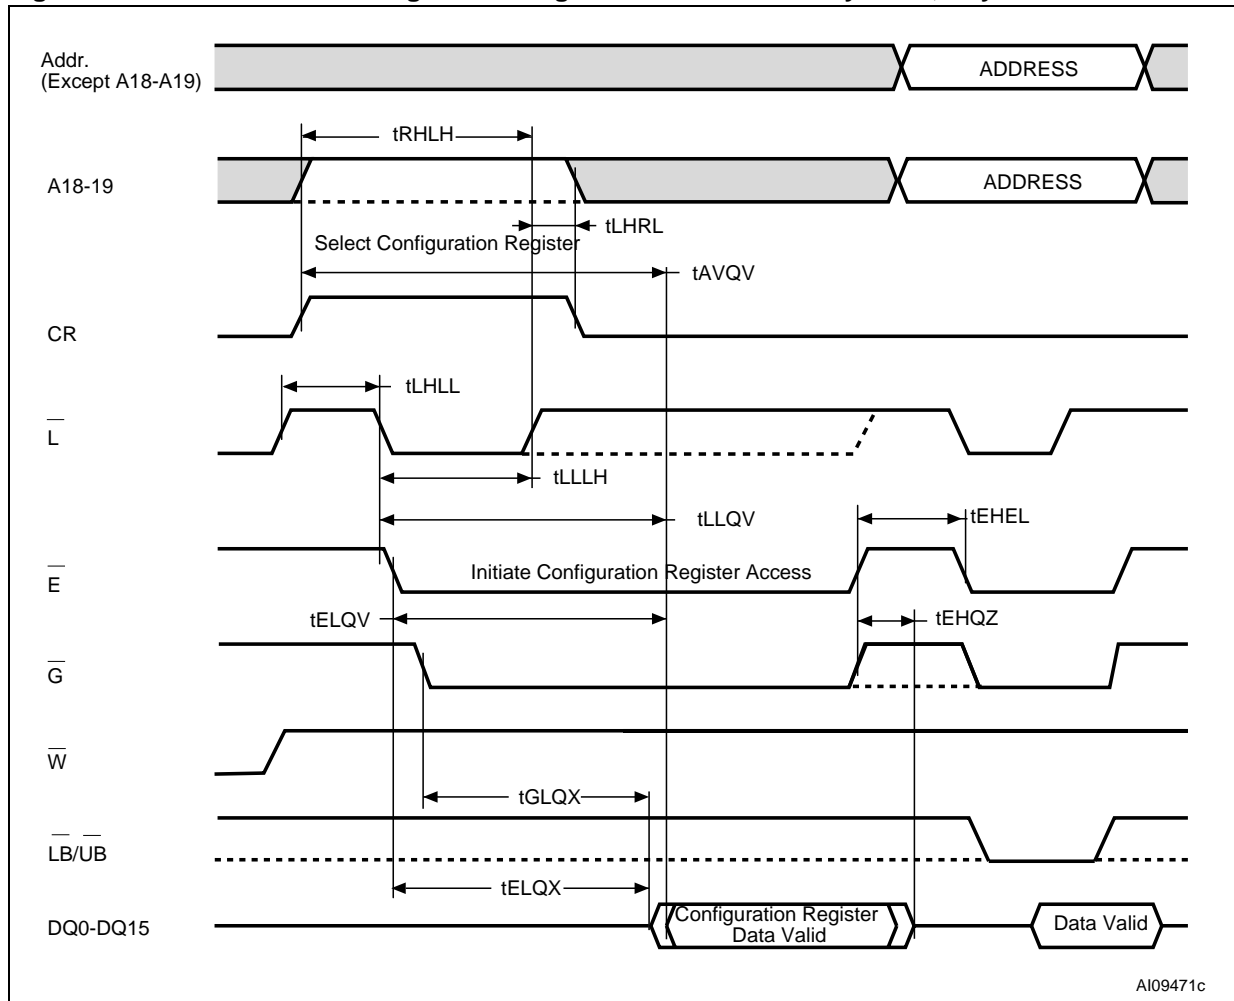 Addr.
(Except A18-A19)
ADDRESS
tRHLH
A18-19
ADDRESS
tLHRL
Select Configuration Register
tAVQV
CR
tLHLL
L
tLLLH
tLLQV
tEHEL
E
Initiate Configuration Register Access
tELQV
tEHQZ
G
W
tGLQX
LB/UB
tELQX
DQ0-DQ15
Configuration Register
Data Valid
Data Valid
AI09471c